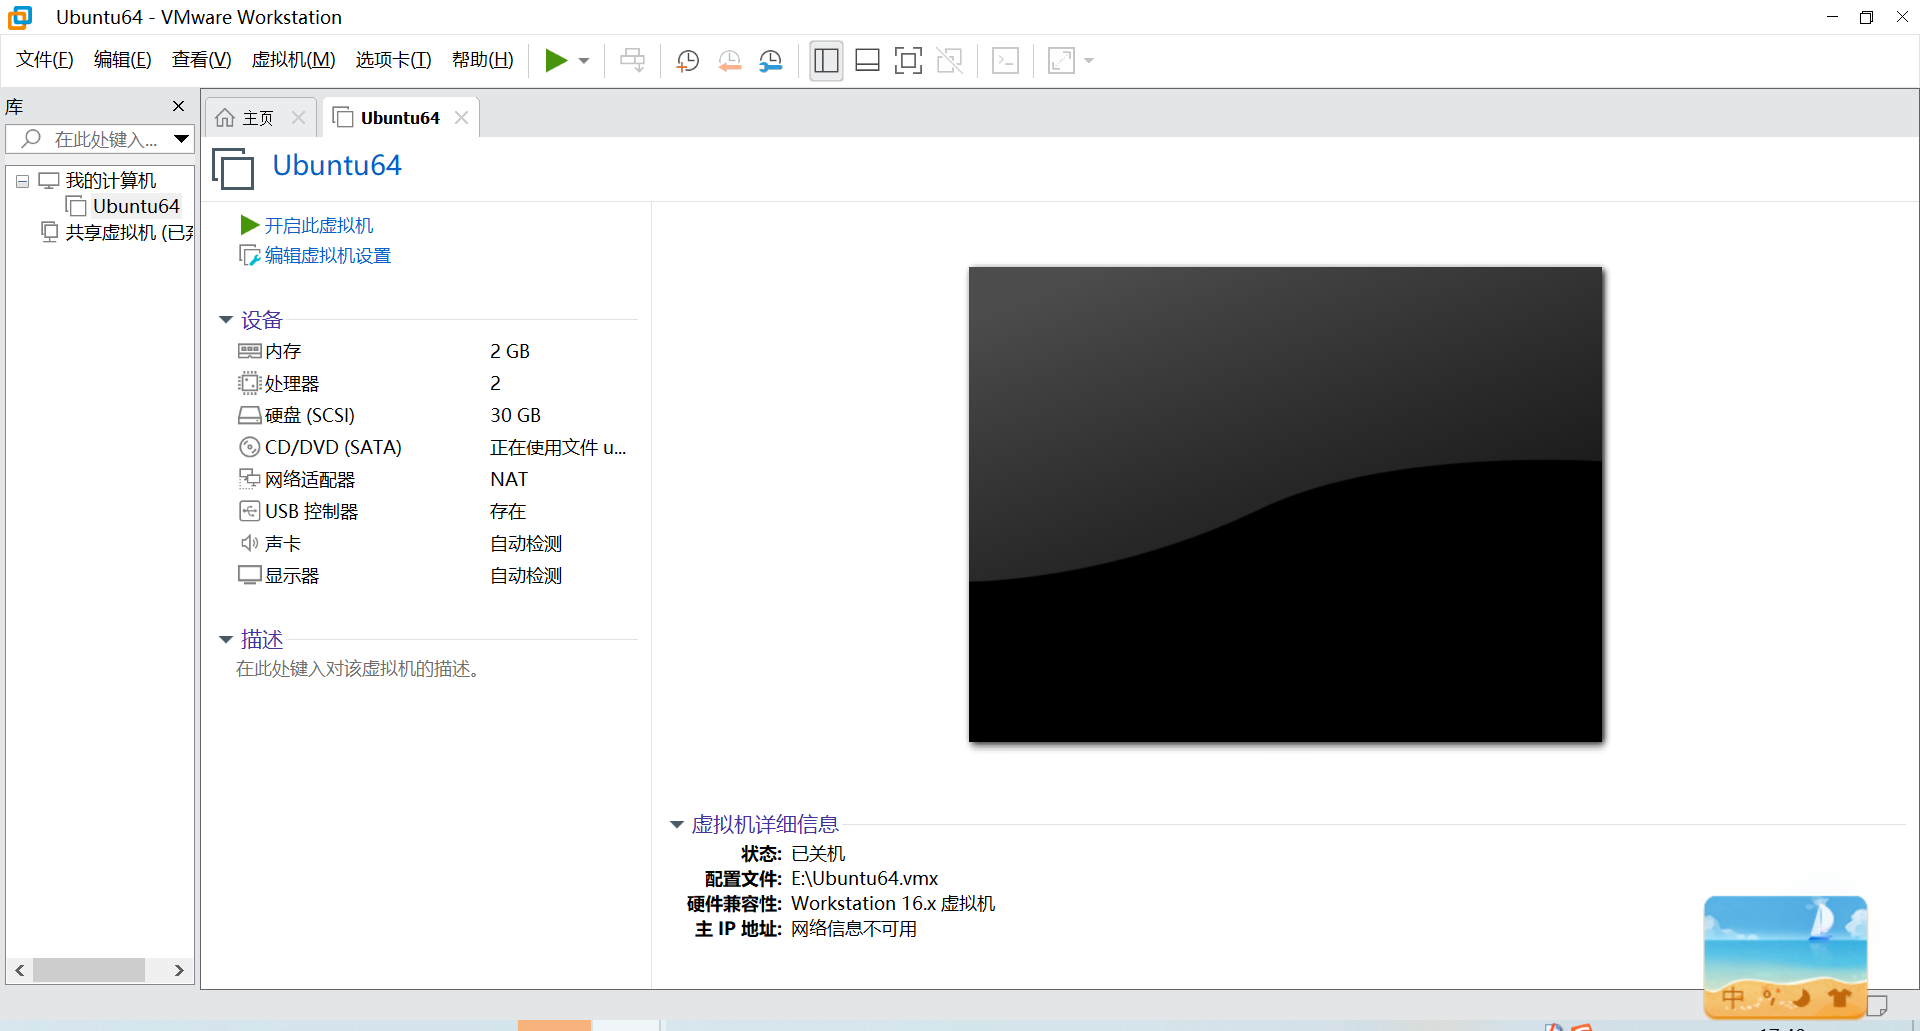 Ubuntu64 - VMware Workstation
文件(F) 编辑(E) 查看(V) 虚拟机(M) 选项卡(T) 帮助(H)
库
在此处键入...
我的计算机
Ubuntu64
共享虚拟机 (已
主页
Ubuntu64
Ubuntu64
开启此虚拟机
编辑虚拟机设置
设备
内存 2 GB
处理器 2
硬盘 (SCSI) 30 GB
CD/DVD (SATA) 正在使用文件 u...
网络适配器 NAT
USB 控制器 存在
声卡 自动检测
显示器 自动检测
描述
在此处键入对该虚拟机的描述。
虚拟机详细信息
状态: 已关机
配置文件: E:\Ubuntu64.vmx
硬件兼容性: Workstation 16.x 虚拟机
主 IP 地址: 网络信息不可用
中